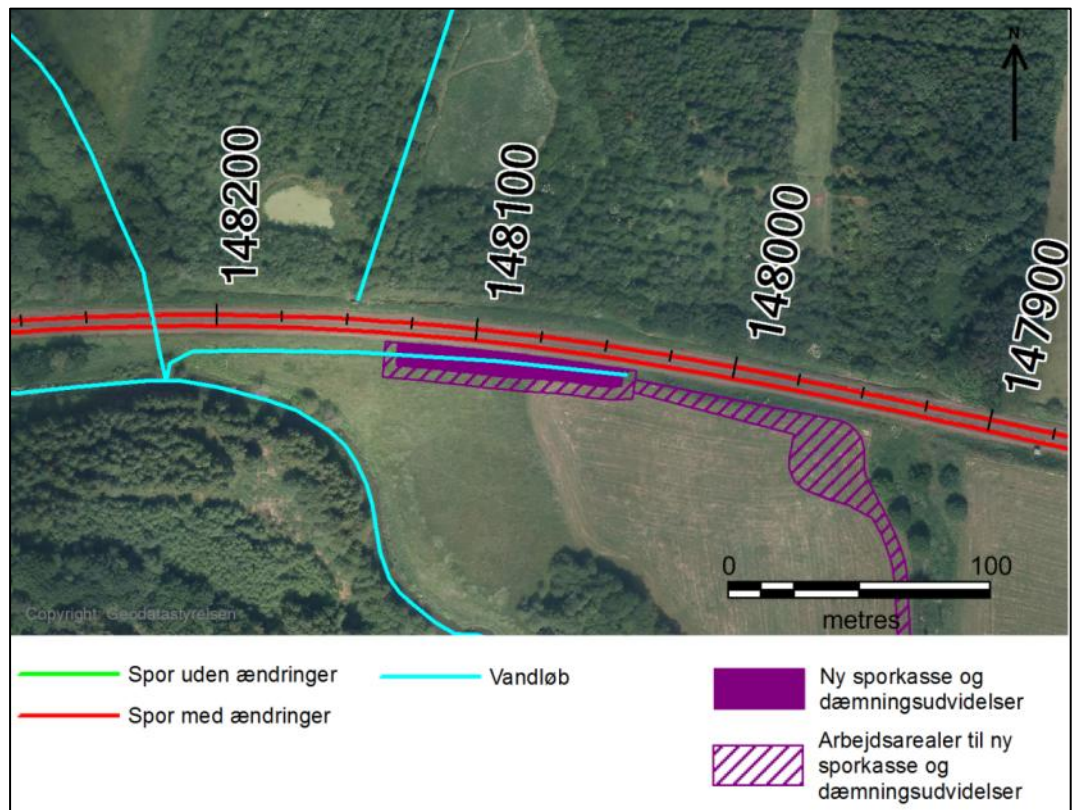 N
148200
148100
148000
147900
0
100
metres
Copyright: Geodatastyrelsen
Spor uden ændringer
Spor med ændringer
Vandløb
Ny sporkasse og
dæmningsudvidelser
Arbejdsarealer til ny
sporkasse og
dæmningsudvidelser